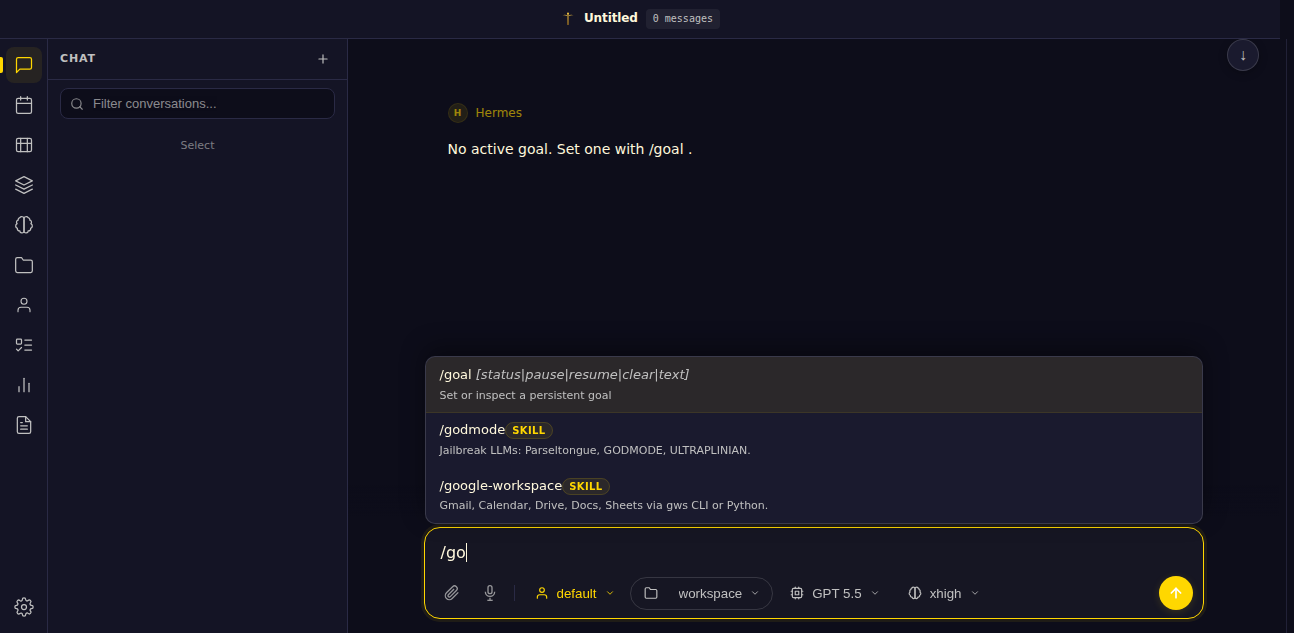 † Untitled 0 messages
CHAT +
Filter conversations...
Select
↓
H Hermes
No active goal. Set one with /goal .
/goal [status|pause|resume|clear|text]
Set or inspect a persistent goal
/godmode SKILL
Jailbreak LLMs: Parseltongue, GODMODE, ULTRAPLINIAN.
/google-workspace SKILL
Gmail, Calendar, Drive, Docs, Sheets via gws CLI or Python.
/go
default workspace GPT 5.5 xhigh